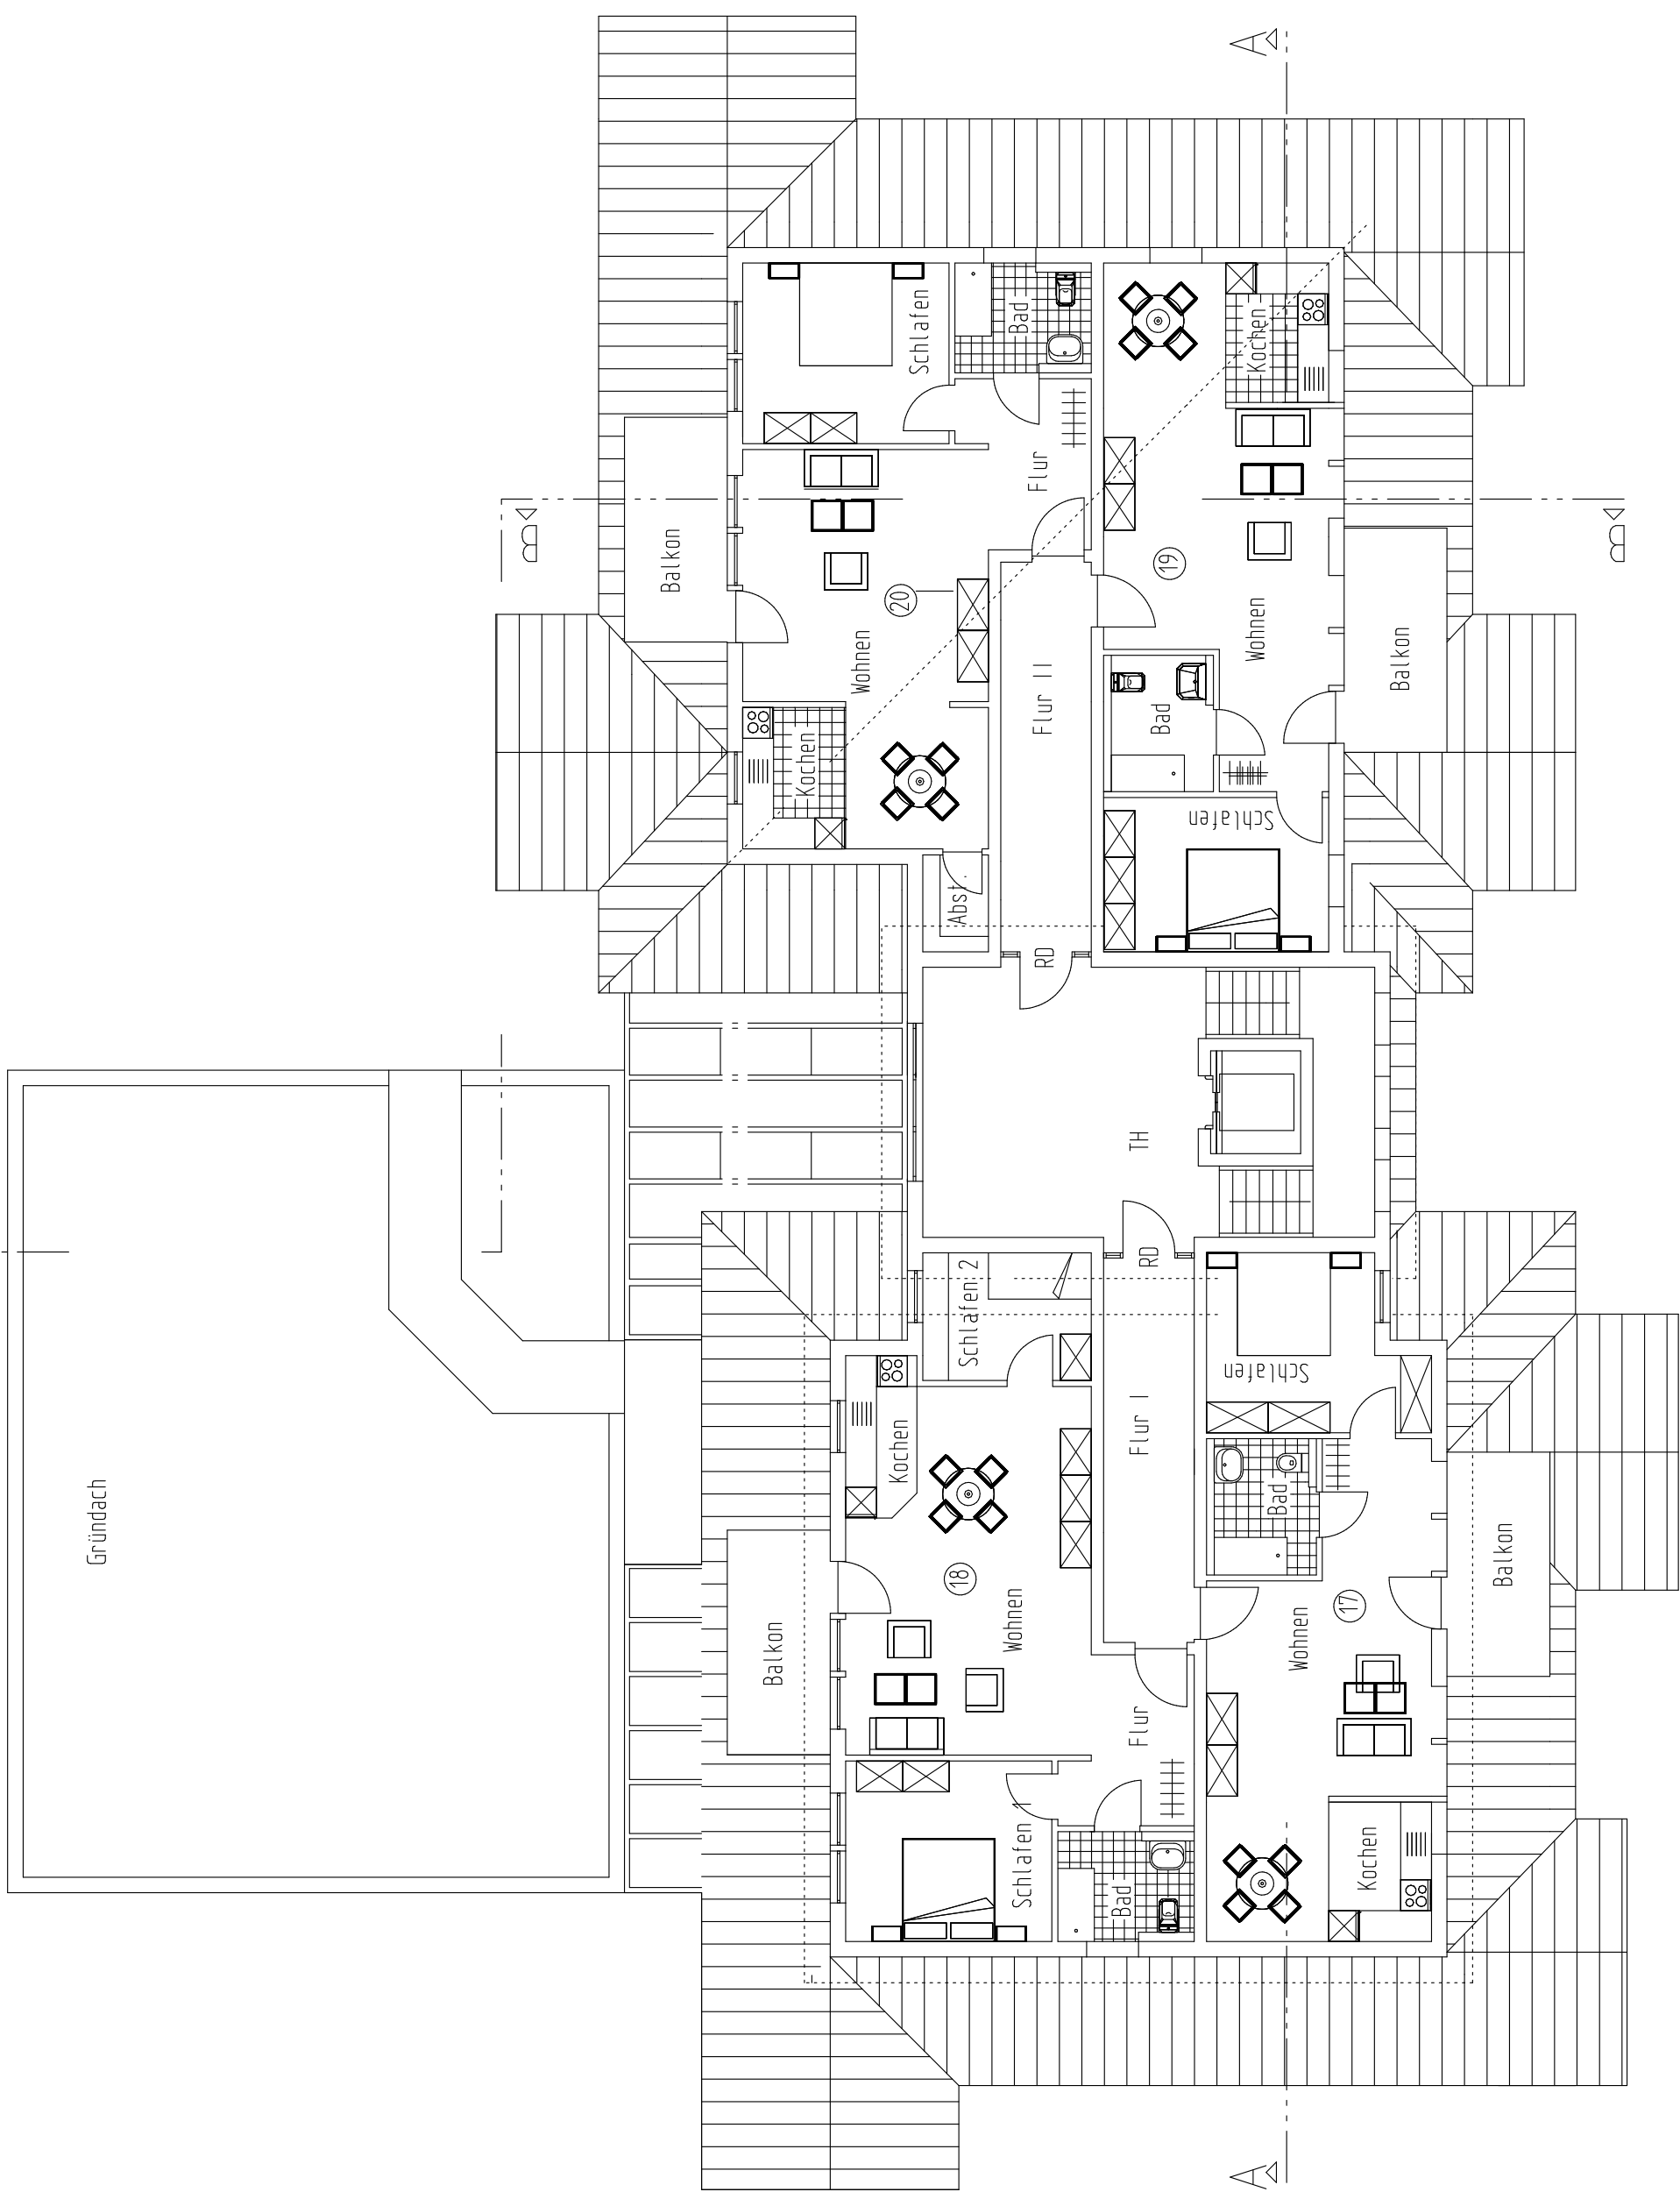 A
Schlafen
Bad
Kochen
Flur
Balkon
B
B
19
20
Wohnen
Wohnen
Balkon
Flur II
Bad
Kochen
Schlafen
Abst.
RD
TH
RD
Schlafen 2
Schlafen
Flur I
Kochen
Bad
Gründach
Balkon
18
17
Wohnen
Wohnen
Balkon
Flur
Schlafen 1
Bad
Kochen
A